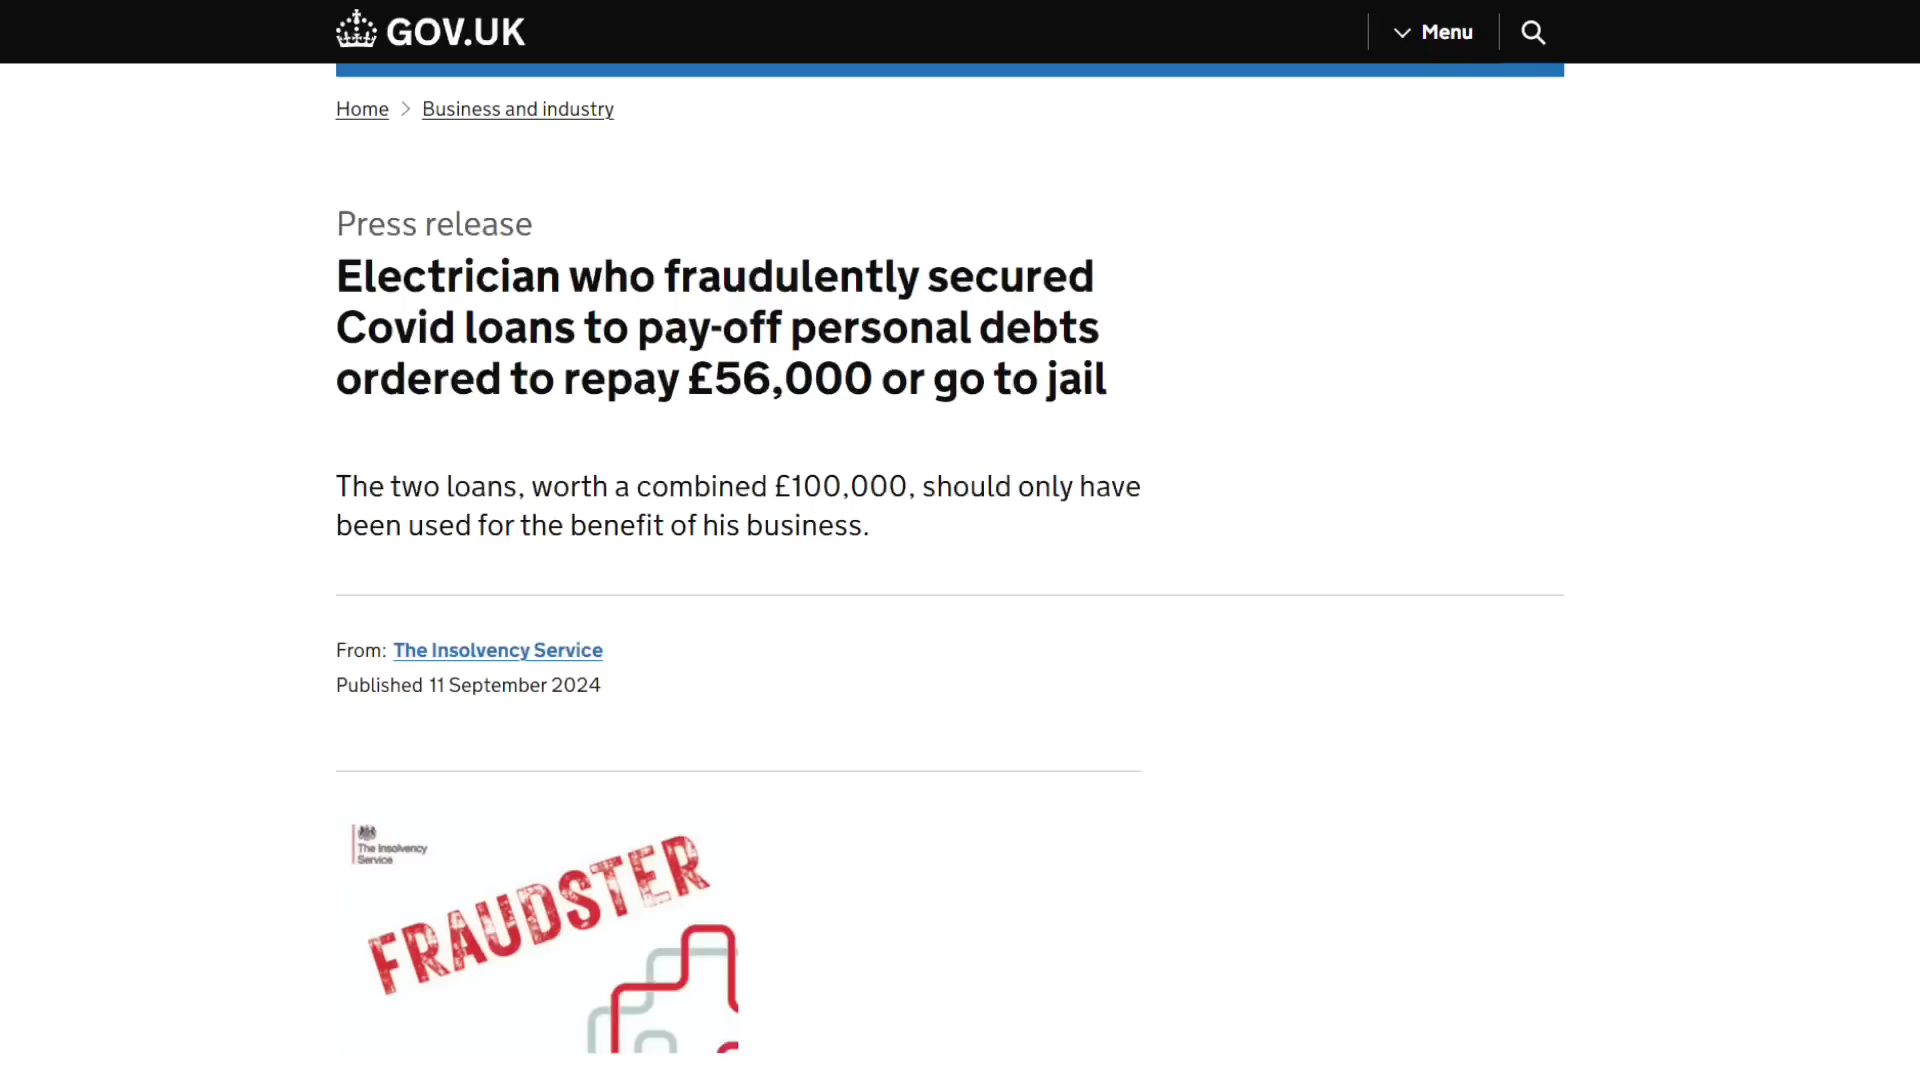 GOV.UK
Menu
Home
Business and industry
Press release
Electrician who fraudulently secured
Covid loans to pay-off personal debts
ordered to repay £56,000 or go to jail
The two loans, worth a combined £100,000, should only have
been used for the benefit of his business.
From: The Insolvency Service
Published 11 September 2024
The Insolvency
Service
FRAUDSTER